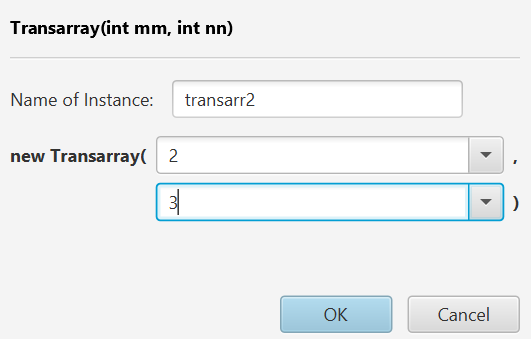 Transarray(int mm, int nn)
Name of Instance: transarr2
new Transarray( 2 ,
3 )
OK Cancel